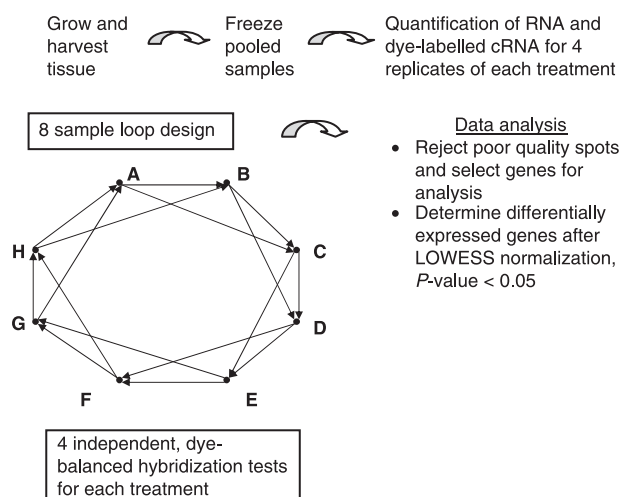 Grow and
harvest
tissue
Freeze
pooled
samples
Quantification of RNA and
dye-labelled cRNA for 4
replicates of each treatment
8 sample loop design
Data analysis
• Reject poor quality spots
and select genes for
analysis
• Determine differentially
expressed genes after
LOWESS normalization,
P-value < 0.05
A
B
H
C
G
D
F
E
4 independent, dye-
balanced hybridization tests
for each treatment